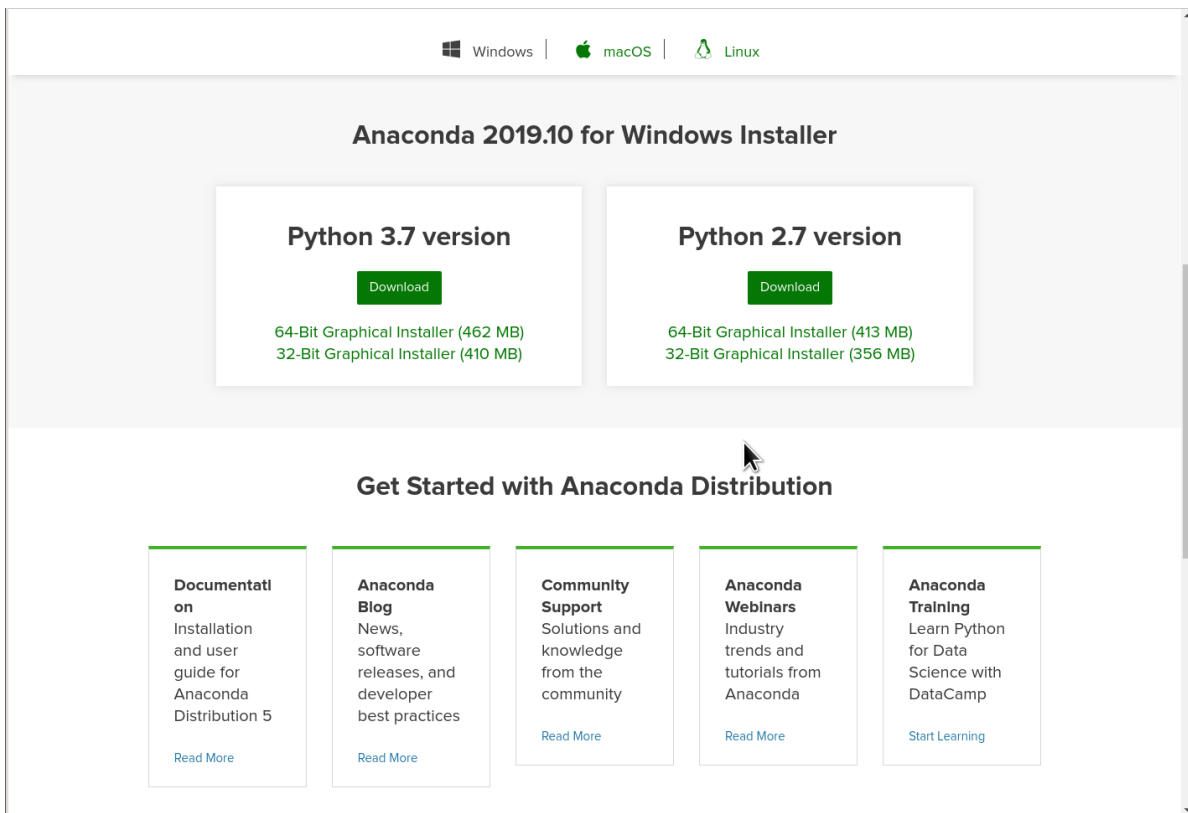 Windows
macOS
Linux
Anaconda 2019.10 for Windows Installer
Python 3.7 version
Download
64-Bit Graphical Installer (462 MB)
32-Bit Graphical Installer (410 MB)
Python 2.7 version
Download
64-Bit Graphical Installer (413 MB)
32-Bit Graphical Installer (356 MB)
Get Started with Anaconda Distribution
Documentati
on
Installation
and user
guide for
Anaconda
Distribution 5
Read More
Anaconda
Blog
News,
software
releases, and
developer
best practices
Read More
Community
Support
Solutions and
knowledge
from the
community
Read More
Anaconda
Webinars
Industry
trends and
tutorials from
Anaconda
Read More
Anaconda
Training
Learn Python
for Data
Science with
DataCamp
Start Learning